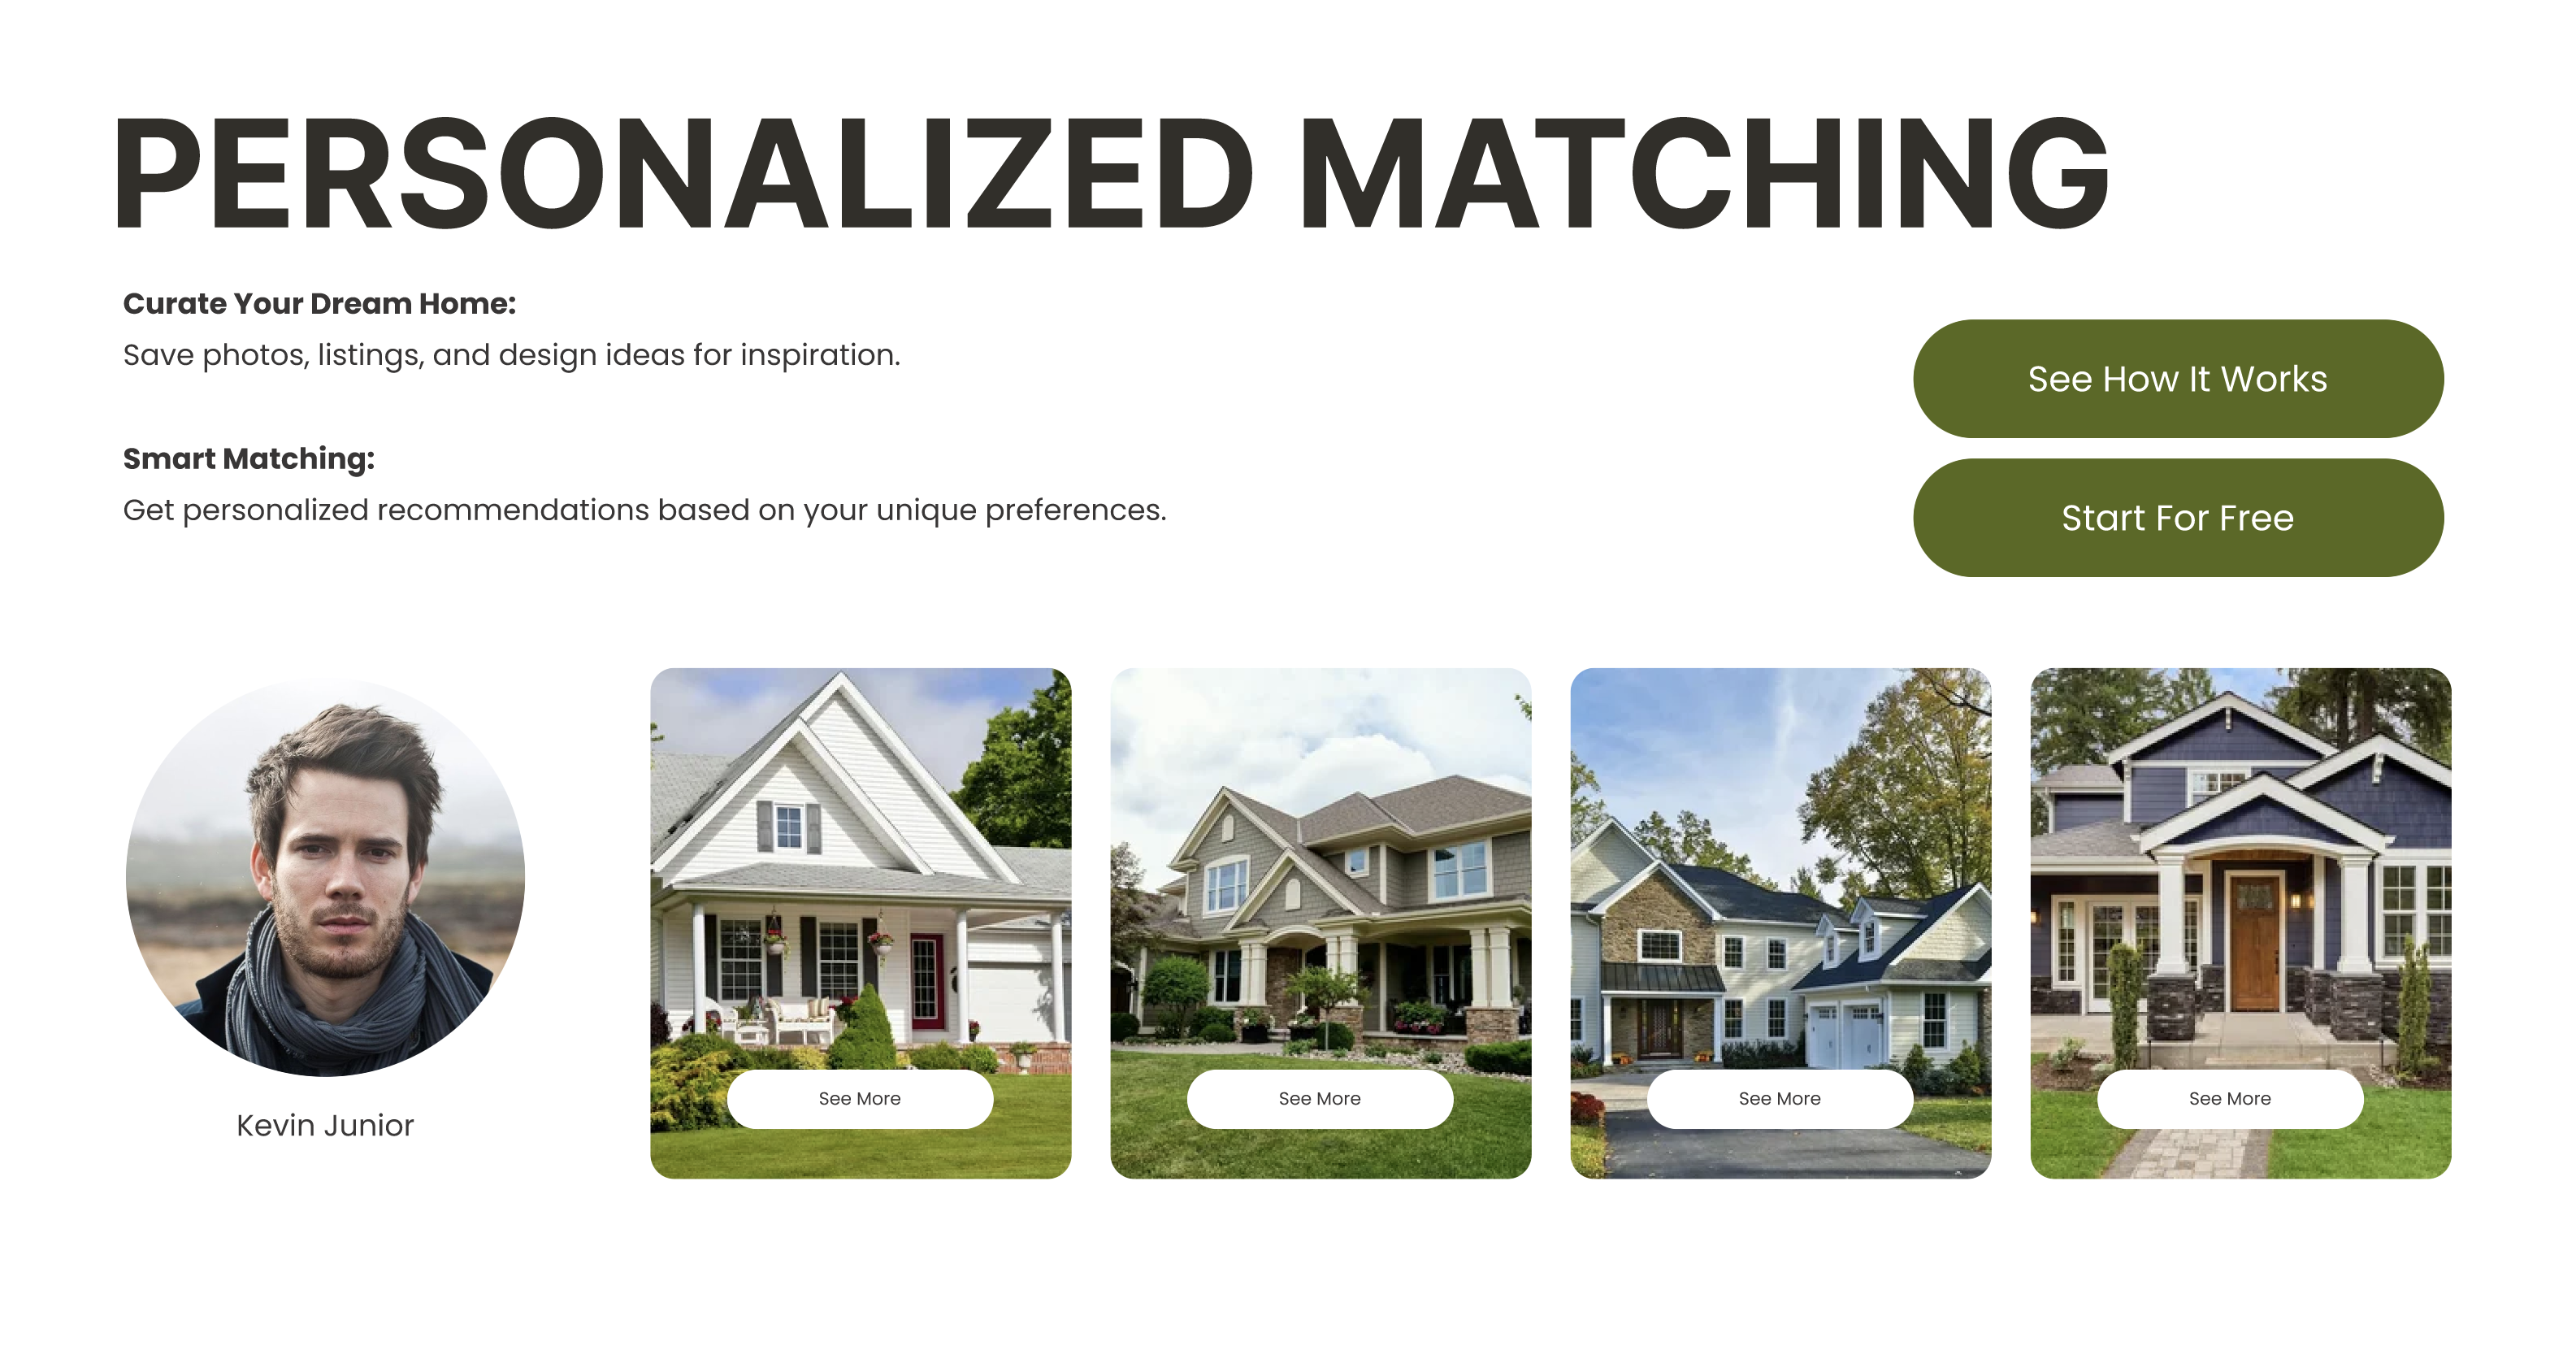 PERSONALIZED MATCHING
Curate Your Dream Home:
Save photos, listings, and design ideas for inspiration.
Smart Matching:
Get personalized recommendations based on your unique preferences.
See How It Works
Start For Free
Kevin Junior
See More
See More
See More
See More